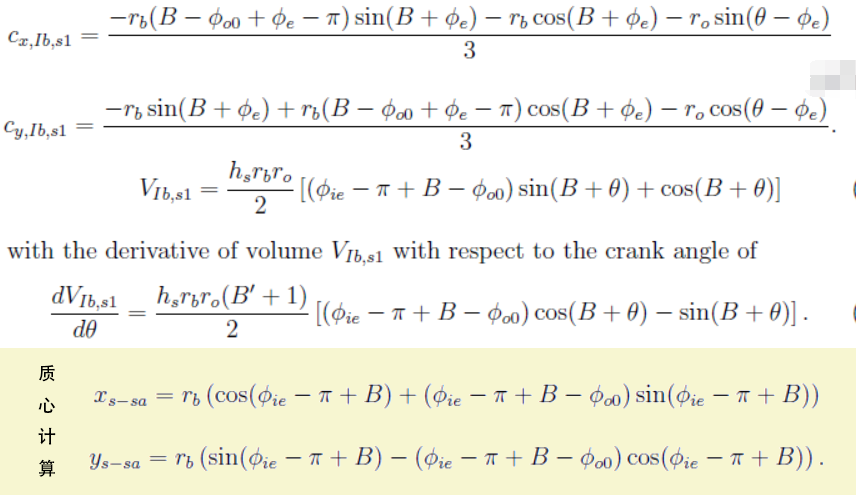 c_{x,Ib,s1} = \frac{-r_b(B - \phi_{o0} + \phi_e - \pi)\sin(B + \phi_e) - r_b\cos(B + \phi_e) - r_o\sin(\theta - \phi_e)}{3}
c_{y,Ib,s1} = \frac{-r_b\sin(B + \phi_e) + r_b(B - \phi_{o0} + \phi_e - \pi)\cos(B + \phi_e) - r_o\cos(\theta - \phi_e)}{3}.
V_{Ib,s1} = \frac{h_s r_b r_o}{2}[(\phi_{ie} - \pi + B - \phi_{o0})\sin(B + \theta) + \cos(B + \theta)] (
with the derivative of volume V_{Ib,s1} with respect to the crank angle of
\frac{dV_{Ib,s1}}{d\theta} = \frac{h_s r_b r_o(B' + 1)}{2}[(\phi_{ie} - \pi + B - \phi_{o0})\cos(B + \theta) - \sin(B + \theta)]. (
质心计算
x_{s-sa} = r_b(\cos(\phi_{ie} - \pi + B) + (\phi_{ie} - \pi + B - \phi_{o0})\sin(\phi_{ie} - \pi + B))
y_{s-sa} = r_b(\sin(\phi_{ie} - \pi + B) - (\phi_{ie} - \pi + B - \phi_{o0})\cos(\phi_{ie} - \pi + B)).